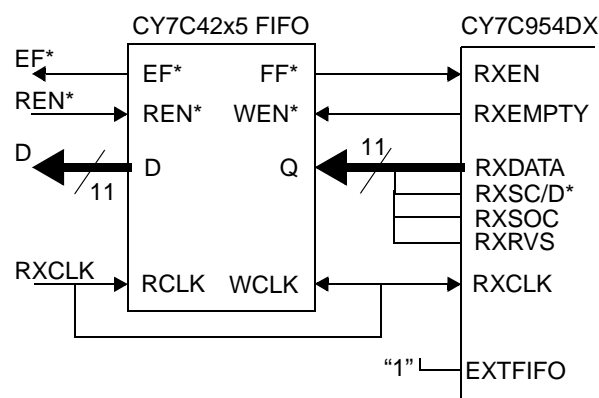 CY7C42x5 FIFO CY7C954DX
EF* EF* FF* RXEN
REN* REN* WEN* RXEMPTY
D 11 D Q 11 RXDATA
RXSC/D*
RXSOC
RXRVS
RXCLK RCLK WCLK RXCLK
“1” EXTFIFO